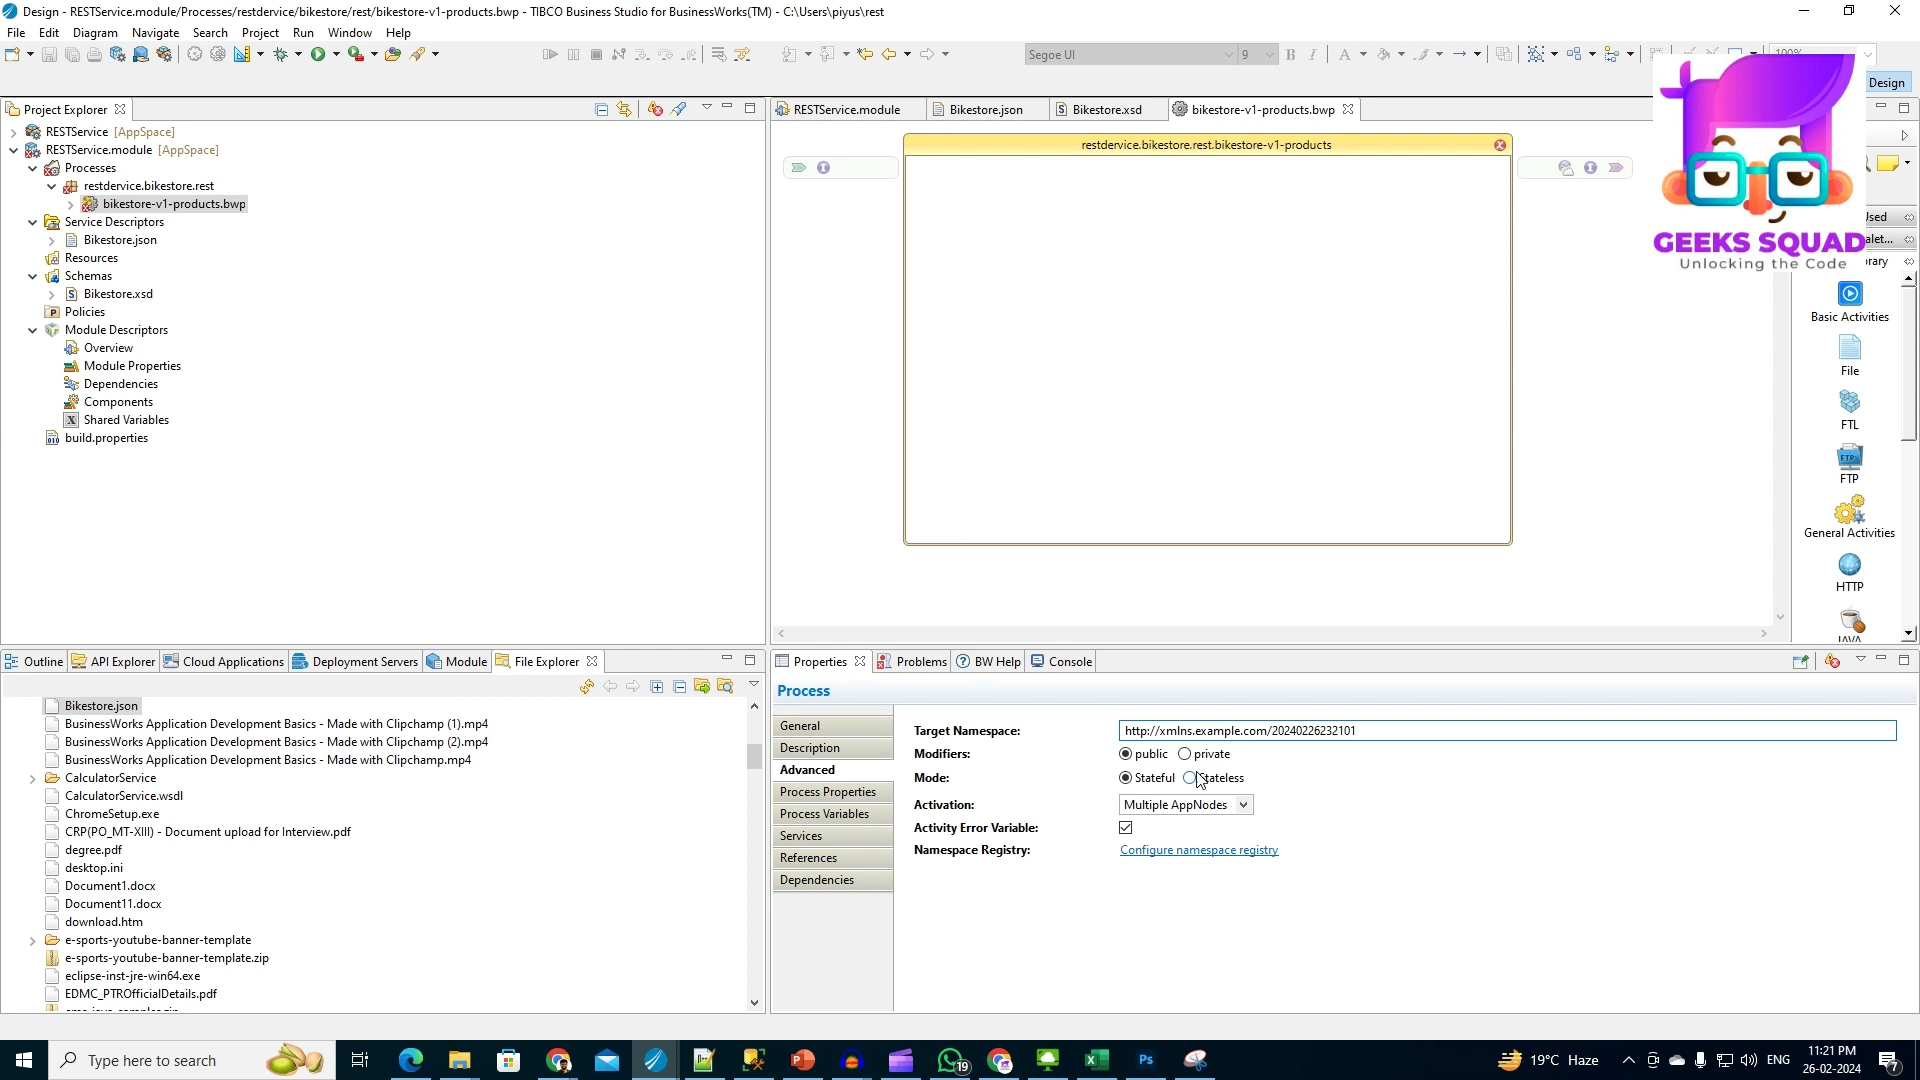 Design - RESTService.module/Processes/restdervice/bikestore/rest/bikestore-v1-products.bwp - TIBCO Business Studio for BusinessWorks(TM) - C:\Users\piyus\rest
File Edit Diagram Navigate Search Project Run Window Help
Segoe UI 9 B I A 100%
Design
Project Explorer
RESTService.module Bikestore.json Bikestore.xsd bikestore-v1-products.bwp
RESTService [AppSpace]
RESTService.module [AppSpace]
Processes
restdervice.bikestore.rest
bikestore-v1-products.bwp
Service Descriptors
Bikestore.json
Resources
Schemas
Bikestore.xsd
Policies
Module Descriptors
Overview
Module Properties
Dependencies
Components
Shared Variables
build.properties
restdervice.bikestore.rest.bikestore-v1-products
GEEKS SQUAD
Unlocking the Code
Basic Activities
File
FTL
FTP
General Activities
HTTP
JAVA
Outline API Explorer Cloud Applications Deployment Servers Module File Explorer
Bikestore.json
BusinessWorks Application Development Basics - Made with Clipchamp (1).mp4
BusinessWorks Application Development Basics - Made with Clipchamp (2).mp4
BusinessWorks Application Development Basics - Made with Clipchamp.mp4
CalculatorService
CalculatorService.wsdl
ChromeSetup.exe
CRP(PO_MT-XIII) - Document upload for Interview.pdf
degree.pdf
desktop.ini
Document1.docx
Document11.docx
download.htm
e-sports-youtube-banner-template
e-sports-youtube-banner-template.zip
eclipse-inst-jre-win64.exe
EDMC_PTROfficialDetails.pdf
Properties Problems BW Help Console
Process
General
Description
Advanced
Process Properties
Process Variables
Services
References
Dependencies
Target Namespace: http://xmlns.example.com/20240226232101
Modifiers: public private
Mode: Stateful Stateless
Activation: Multiple AppNodes
Activity Error Variable:
Namespace Registry: Configure namespace registry
Type here to search
19
Ps
19°C Haze
ENG
11:21 PM
26-02-2024
7